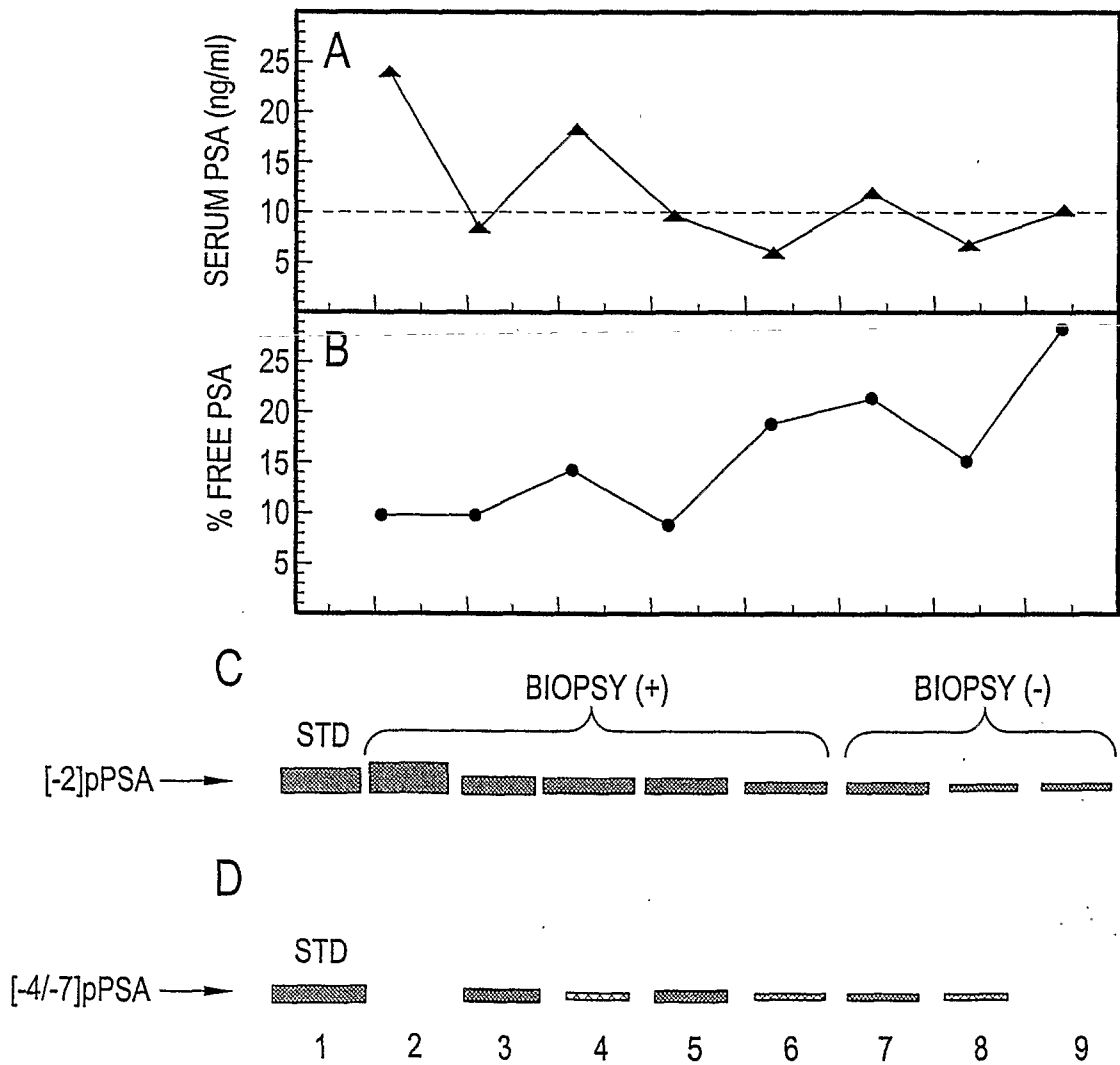 A
SERUM PSA (ng/ml)
25
20
15
10
5
B
% FREE PSA
25
20
15
10
5
C
BIOPSY (+)
BIOPSY (-)
STD
[-2]pPSA
D
STD
[-4/-7]pPSA
1 2 3 4 5 6 7 8 9